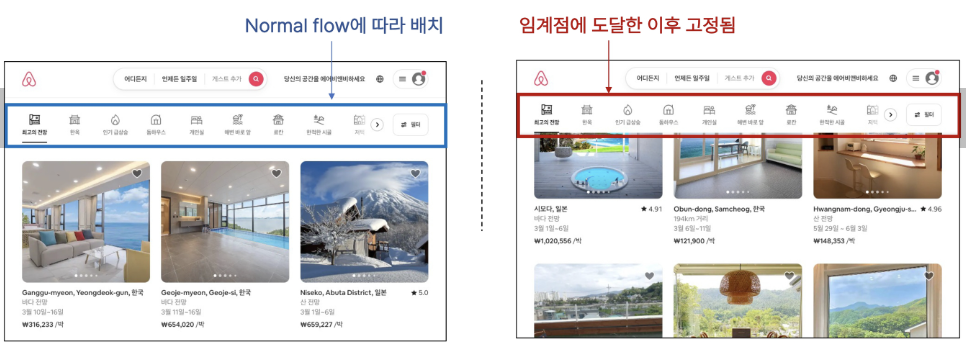 Normal flow에 따라 배치
임계점에 도달한 이후 고정됨
어디든지 언제든 일주일 게스트 추가 당신의 공간을 에어비앤비하세요
최고의 전망 한옥 인기 급상승 돔하우스 개인실 해변 바로 앞 료칸 한적한 시골 필터
Ganggu-myeon, Yeongdeok-gun, 한국
바다 전망
3월 10일~16일
₩316,233 /박
Geoje-myeon, Geoje-si, 한국
바다 전망
3월 11일~16일
₩654,020 /박
Niseko, Abuta District, 일본 ★ 5.0
산 전망
3월 1일~6일
₩659,227 /박
어디든지 언제든 일주일 게스트 추가 당신의 공간을 에어비앤비하세요
최고의 전망 한옥 인기 급상승 돔하우스 개인실 해변 바로 앞 료칸 한적한 시골 필터
시모다, 일본 ★ 4.91
바다 전망
3월 1일~6일
₩1,020,556 /박
Obun-dong, Samcheog, 한국
194km 거리
3월 6일~11일
₩121,900 /박
Hwangnam-dong, Gyeongju-s... ★ 4.96
산 전망
5월 29일 – 6월 3일
₩148,353 /박